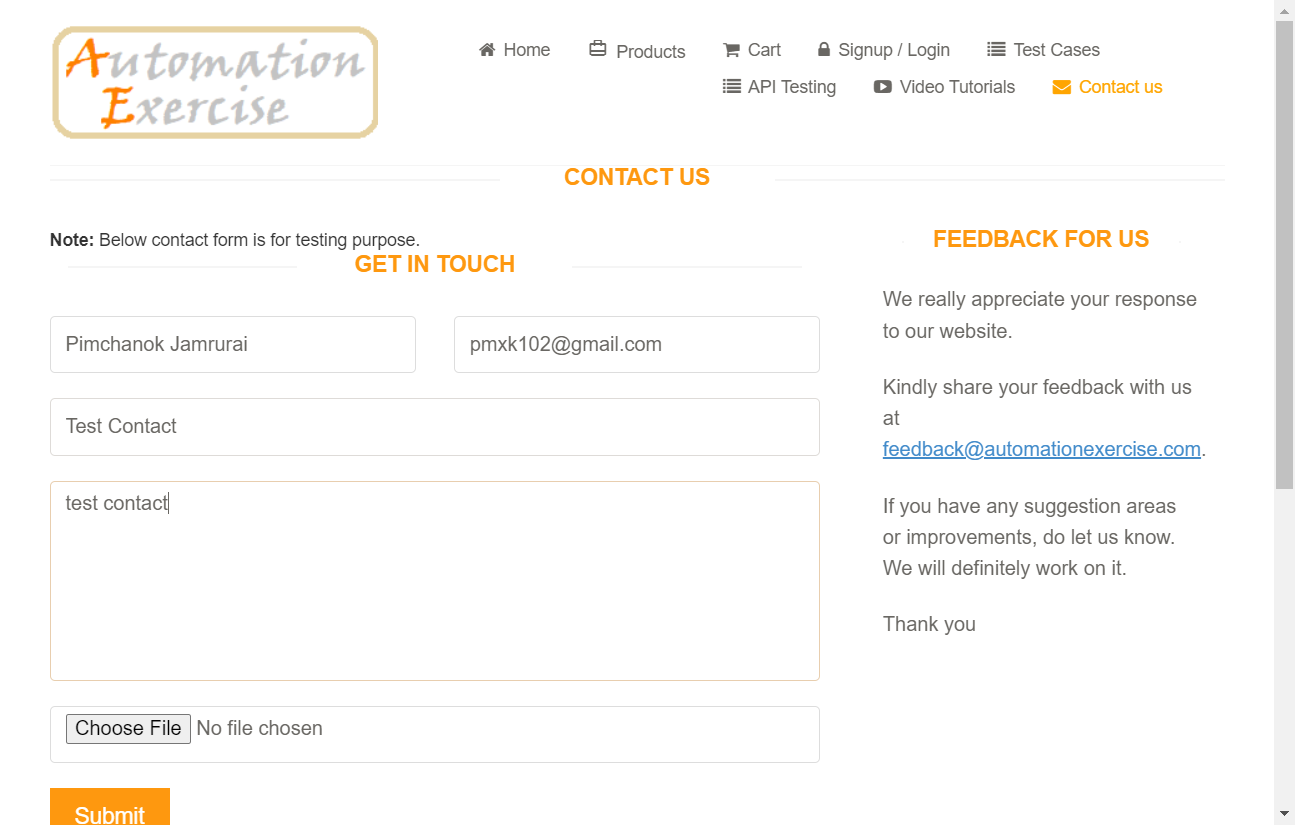 Automation
Exercise
Home
Products
Cart
Signup / Login
Test Cases
API Testing
Video Tutorials
Contact us
CONTACT US
Note: Below contact form is for testing purpose.
GET IN TOUCH
Pimchanok Jamrurai
pmxk102@gmail.com
Test Contact
test contact
Choose File No file chosen
Submit
FEEDBACK FOR US
We really appreciate your response
to our website.
Kindly share your feedback with us
at
feedback@automationexercise.com.
If you have any suggestion areas
or improvements, do let us know.
We will definitely work on it.
Thank you